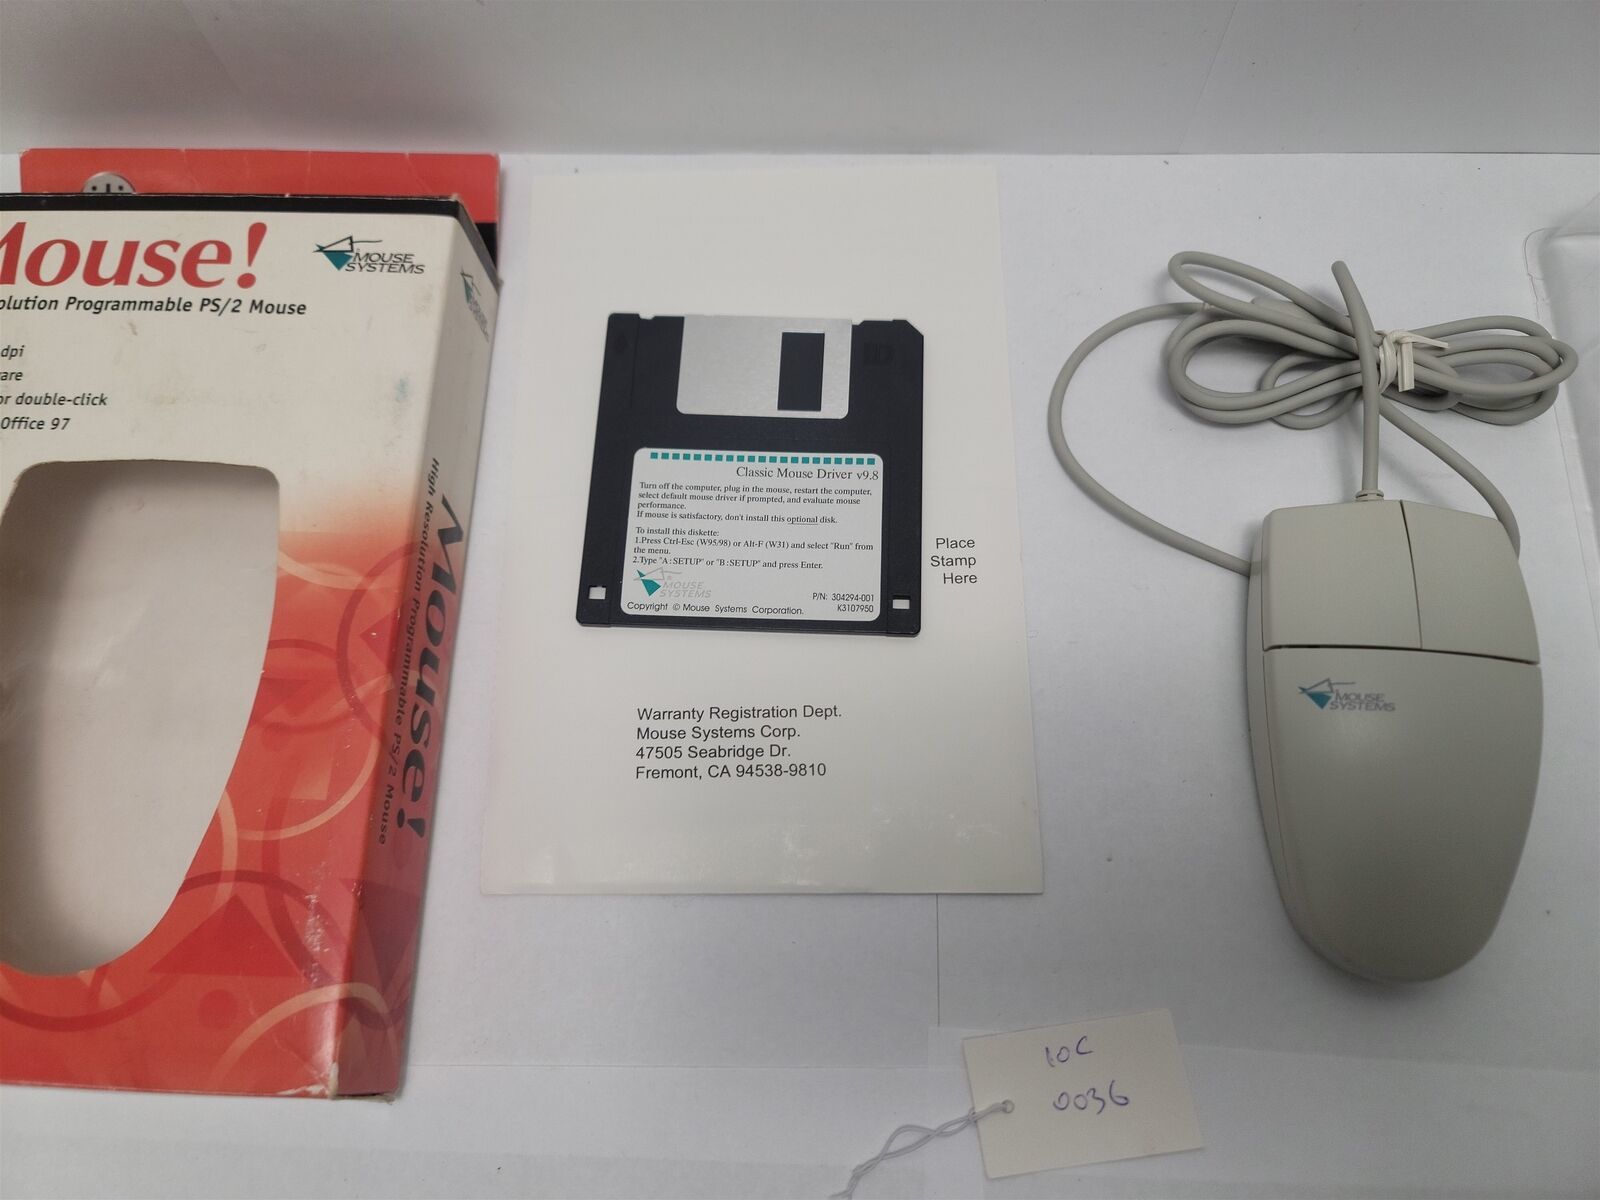 Mouse!
MOUSE
SYSTEMS
olution Programmable PS/2 Mouse
dpi
are
or double-click
Office 97
Mouse!
High Resolution Programmable PS/2 Mouse
Classic Mouse Driver v9.8
Turn off the computer, plug in the mouse, restart the computer,
select default mouse driver if prompted, and evaluate mouse
performance.
If mouse is satisfactory, don't install this optional disk.
To install this diskette:
1.Press Ctrl-Esc (W95/98) or Alt-F (W31) and select "Run" from
the menu.
2.Type "A:SETUP" or "B:SETUP" and press Enter.
MOUSE
SYSTEMS
P/N: 304294-001
Copyright © Mouse Systems Corporation. K3107950
Place
Stamp
Here
Warranty Registration Dept.
Mouse Systems Corp.
47505 Seabridge Dr.
Fremont, CA 94538-9810
MOUSE
SYSTEMS
10C
0036